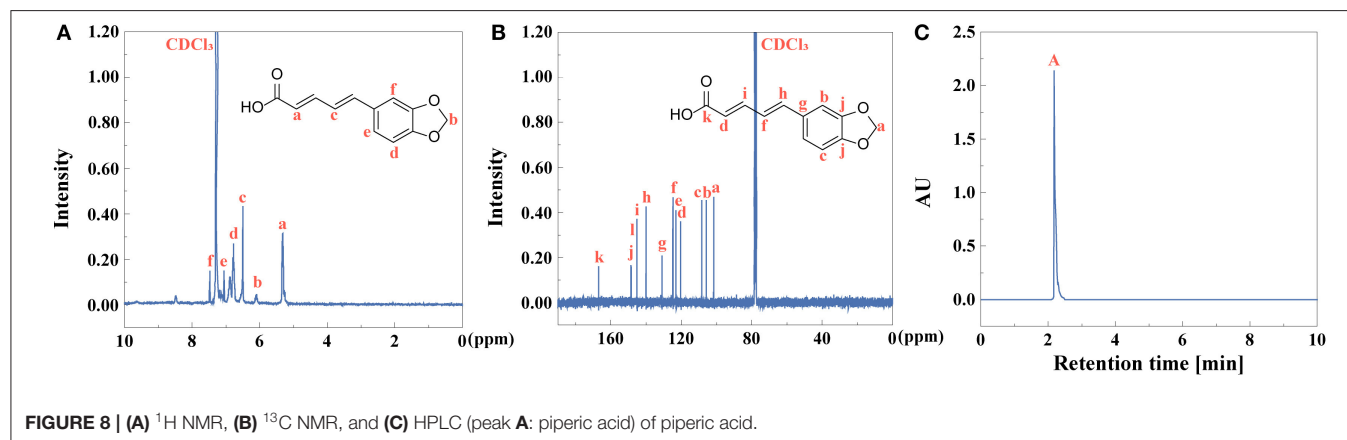 A
B
C
1.20
1.00
0.80
0.60
0.40
0.20
0.00
Intensity
CDCl₃
O
HO
a
c
f
e
d
O
O
b
f
e
d
c
b
a
10
8
6
4
2
0(ppm)
1.20
1.00
0.80
0.60
0.40
0.20
0.00
Intensity
CDCl₃
O
HO
k
d
i
f
h
g
b
c
j
j
O
O
a
k
j
l
i
h
g
f
e
d
c
b
a
160
120
80
40
0(ppm)
2.5
2.0
1.5
1.0
0.5
0.0
AU
A
0
2
4
6
8
10
Retention time [min]
FIGURE 8 | (A) ¹H NMR, (B) ¹³C NMR, and (C) HPLC (peak A: piperic acid) of piperic acid.